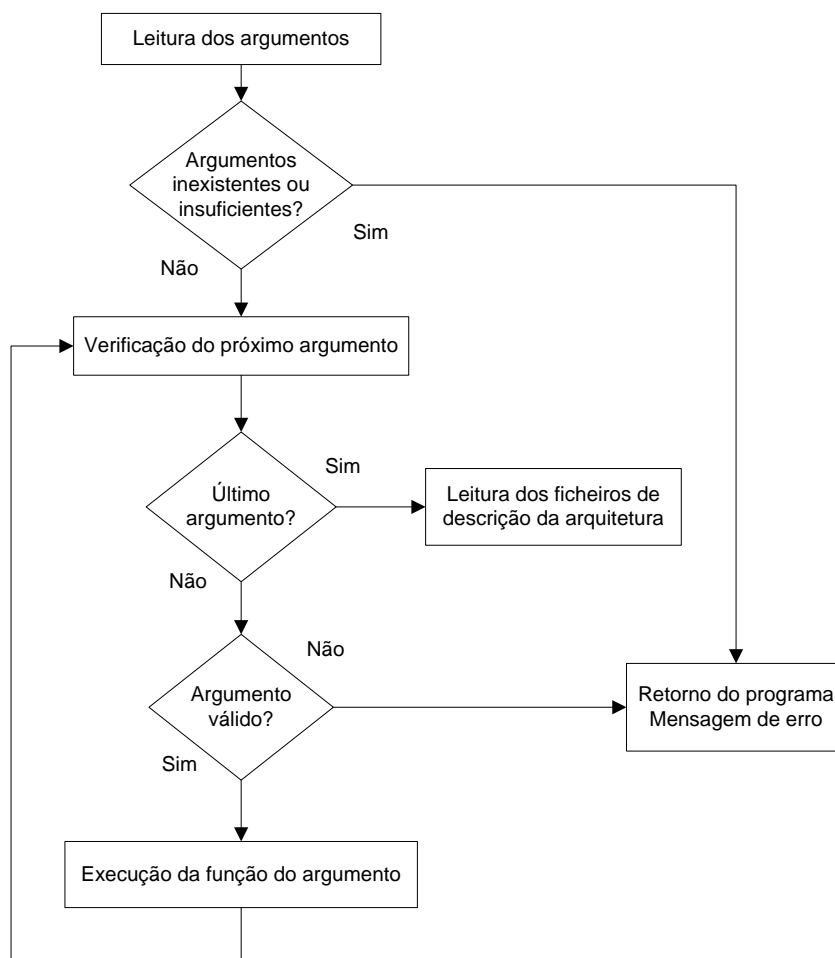 Leitura dos argumentos
Argumentos
inexistentes ou
insuficientes?
Sim
Não
Verificação do próximo argumento
Sim
Último
argumento?
Leitura dos ficheiros de
descrição da arquitetura
Não
Não
Argumento
válido?
Retorno do programa
Mensagem de erro
Sim
Execução da função do argumento